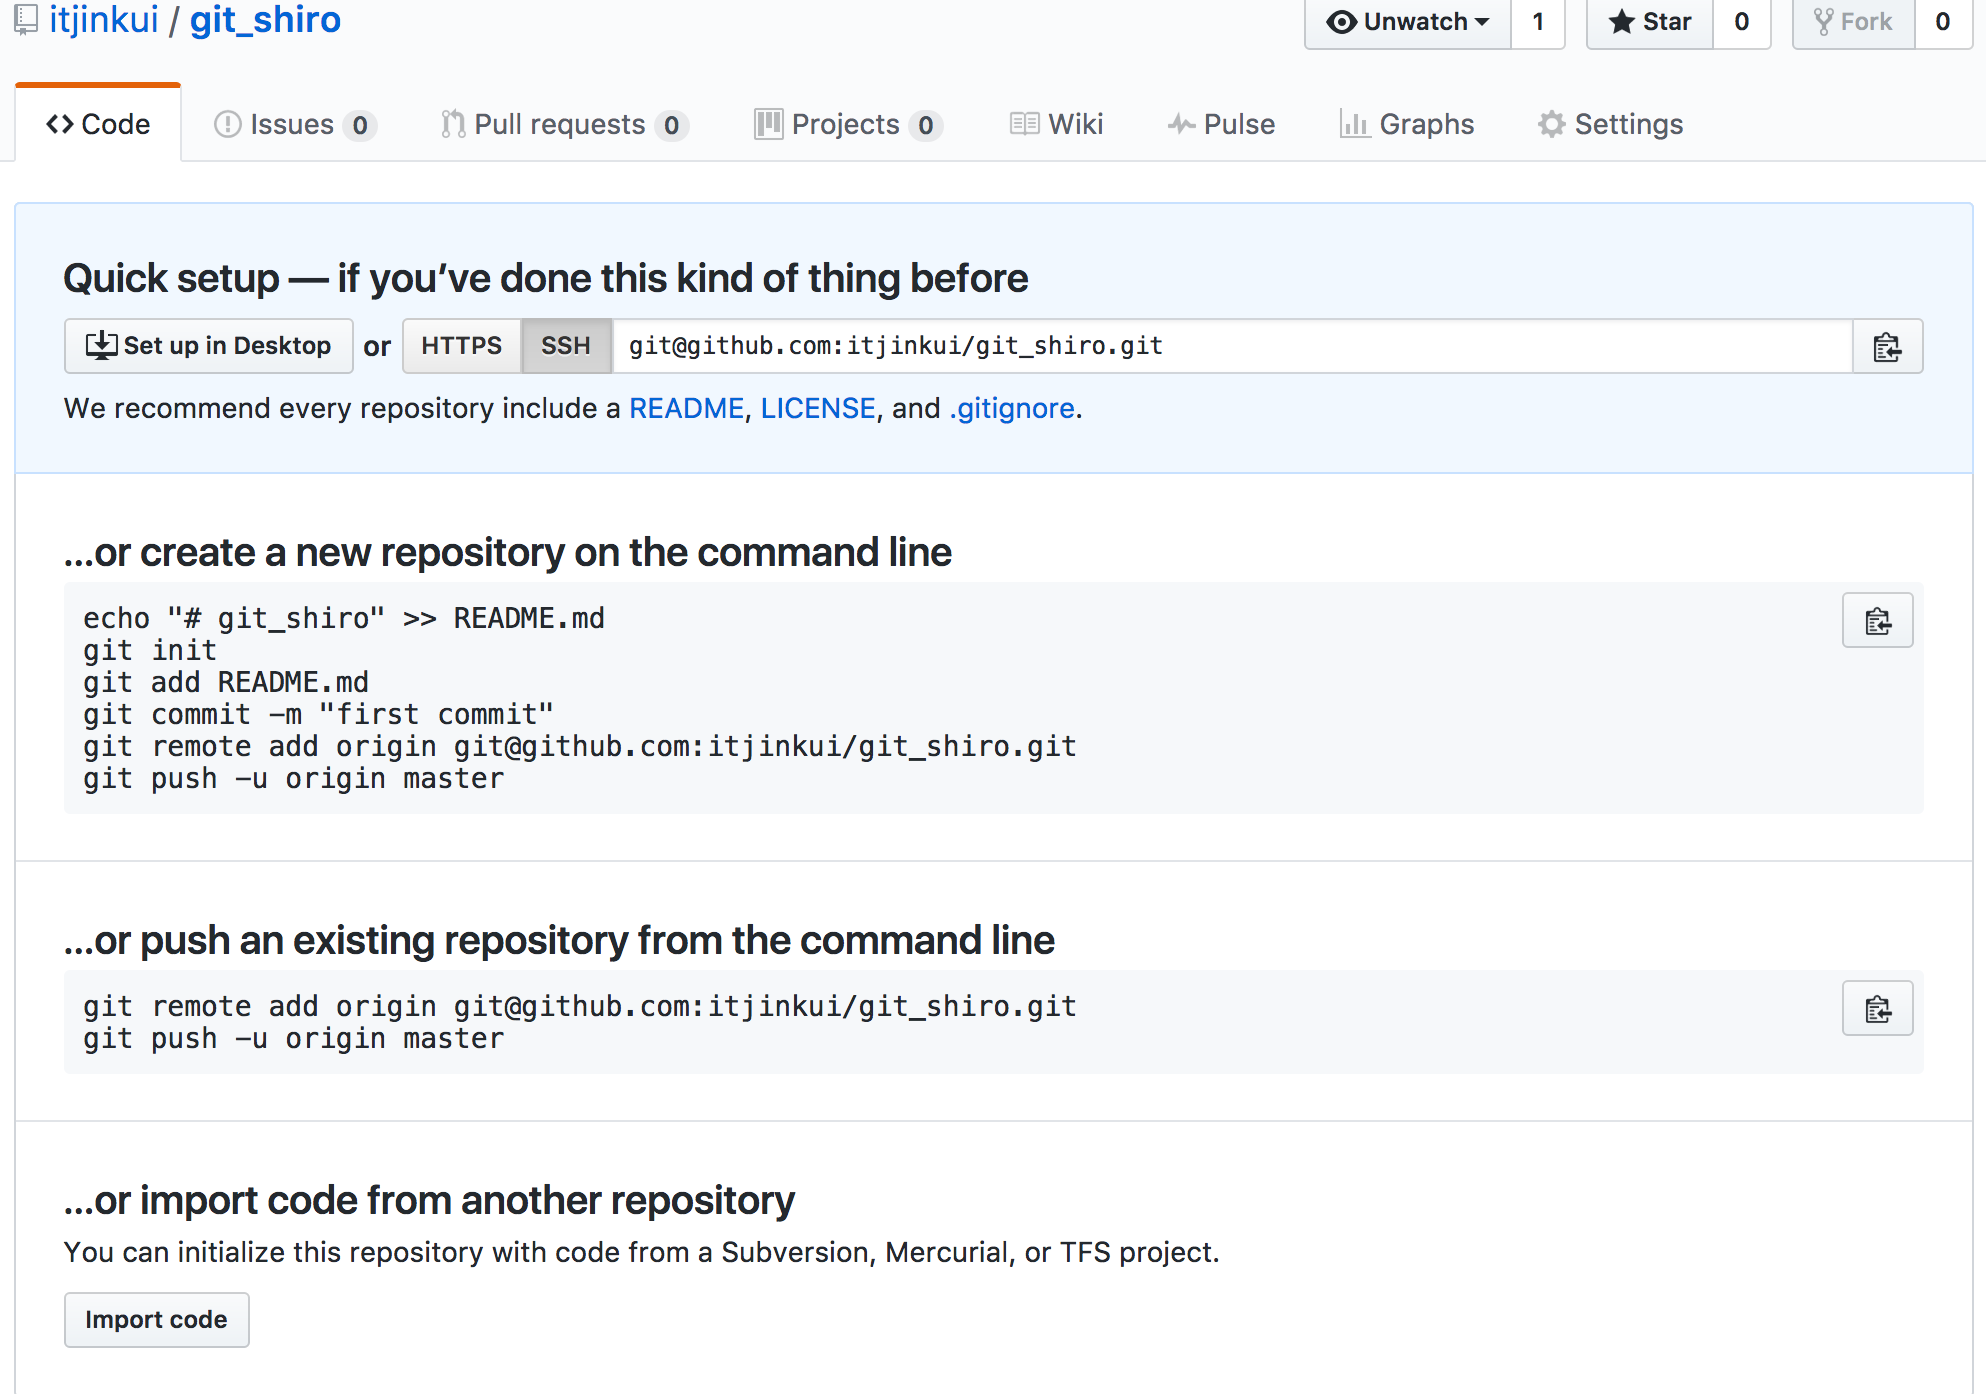 itjinkui / git_shiro
Unwatch 1 Star 0 Fork 0
Code Issues 0 Pull requests 0 Projects 0 Wiki Pulse Graphs Settings
Quick setup — if you’ve done this kind of thing before
Set up in Desktop or HTTPS SSH git@github.com:itjinkui/git_shiro.git
We recommend every repository include a README, LICENSE, and .gitignore.
…or create a new repository on the command line
echo "# git_shiro" >> README.md
git init
git add README.md
git commit -m "first commit"
git remote add origin git@github.com:itjinkui/git_shiro.git
git push -u origin master
…or push an existing repository from the command line
git remote add origin git@github.com:itjinkui/git_shiro.git
git push -u origin master
…or import code from another repository
You can initialize this repository with code from a Subversion, Mercurial, or TFS project.
Import code